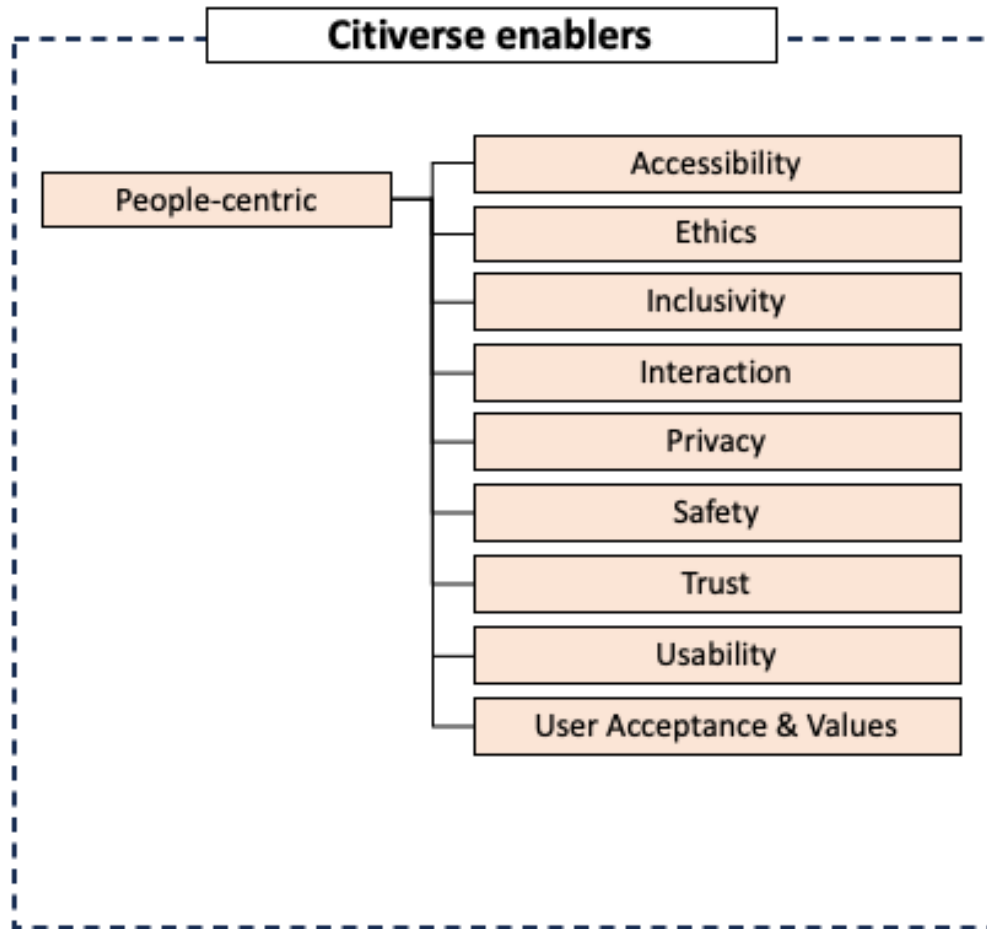 Citiverse enablers
People-centric
Accessibility
Ethics
Inclusivity
Interaction
Privacy
Safety
Trust
Usability
User Acceptance & Values